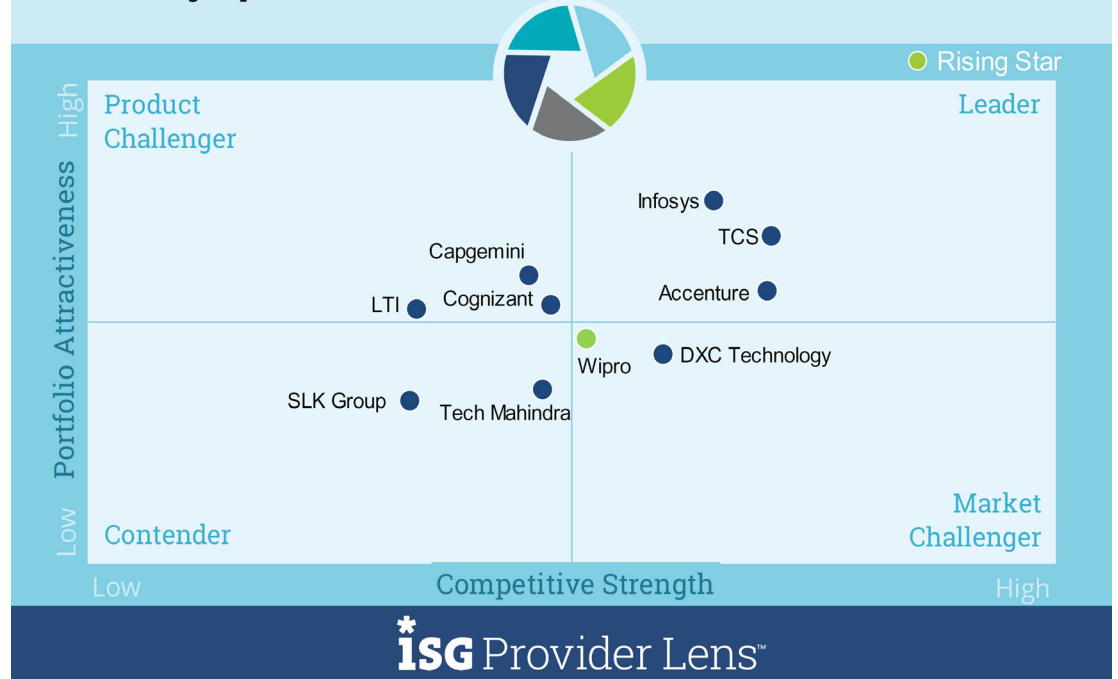 Rising Star
High
Product
Challenger
Leader
Portfolio Attractiveness
Infosys
TCS
Capgemini
Accenture
LTI
Cognizant
Wipro
DXC Technology
SLK Group
Tech Mahindra
Low
Contender
Market
Challenger
Low
Competitive Strength
High
*ISG Provider Lens™